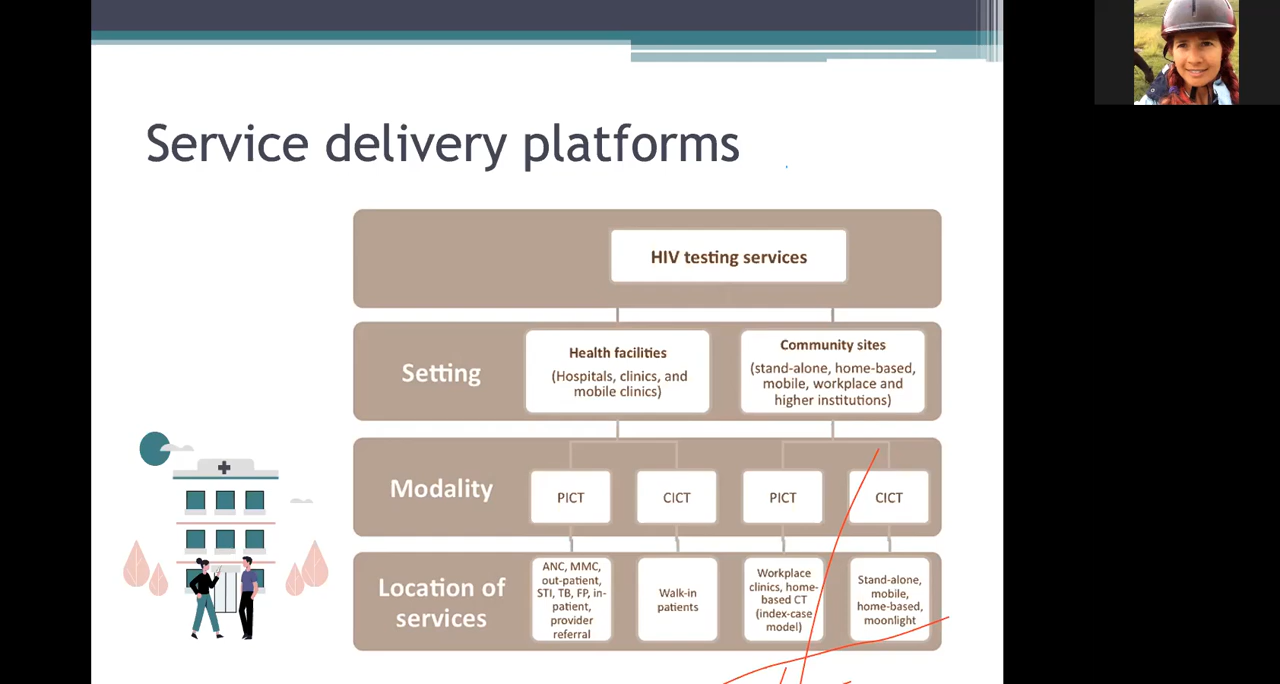 Service delivery platforms
HIV testing services
Setting
Health facilities
(Hospitals, clinics, and
mobile clinics)
Community sites
(stand-alone, home-based,
mobile, workplace and
higher institutions)
Modality
PICT
CICT
PICT
CICT
Location of
services
ANC, MMC,
out-patient,
STI, TB, FP, in-
patient,
provider
referral
Walk-in
patients
Workplace
clinics, home-
based CT
(index-case
model)
Stand-alone,
mobile,
home-based,
moonlight